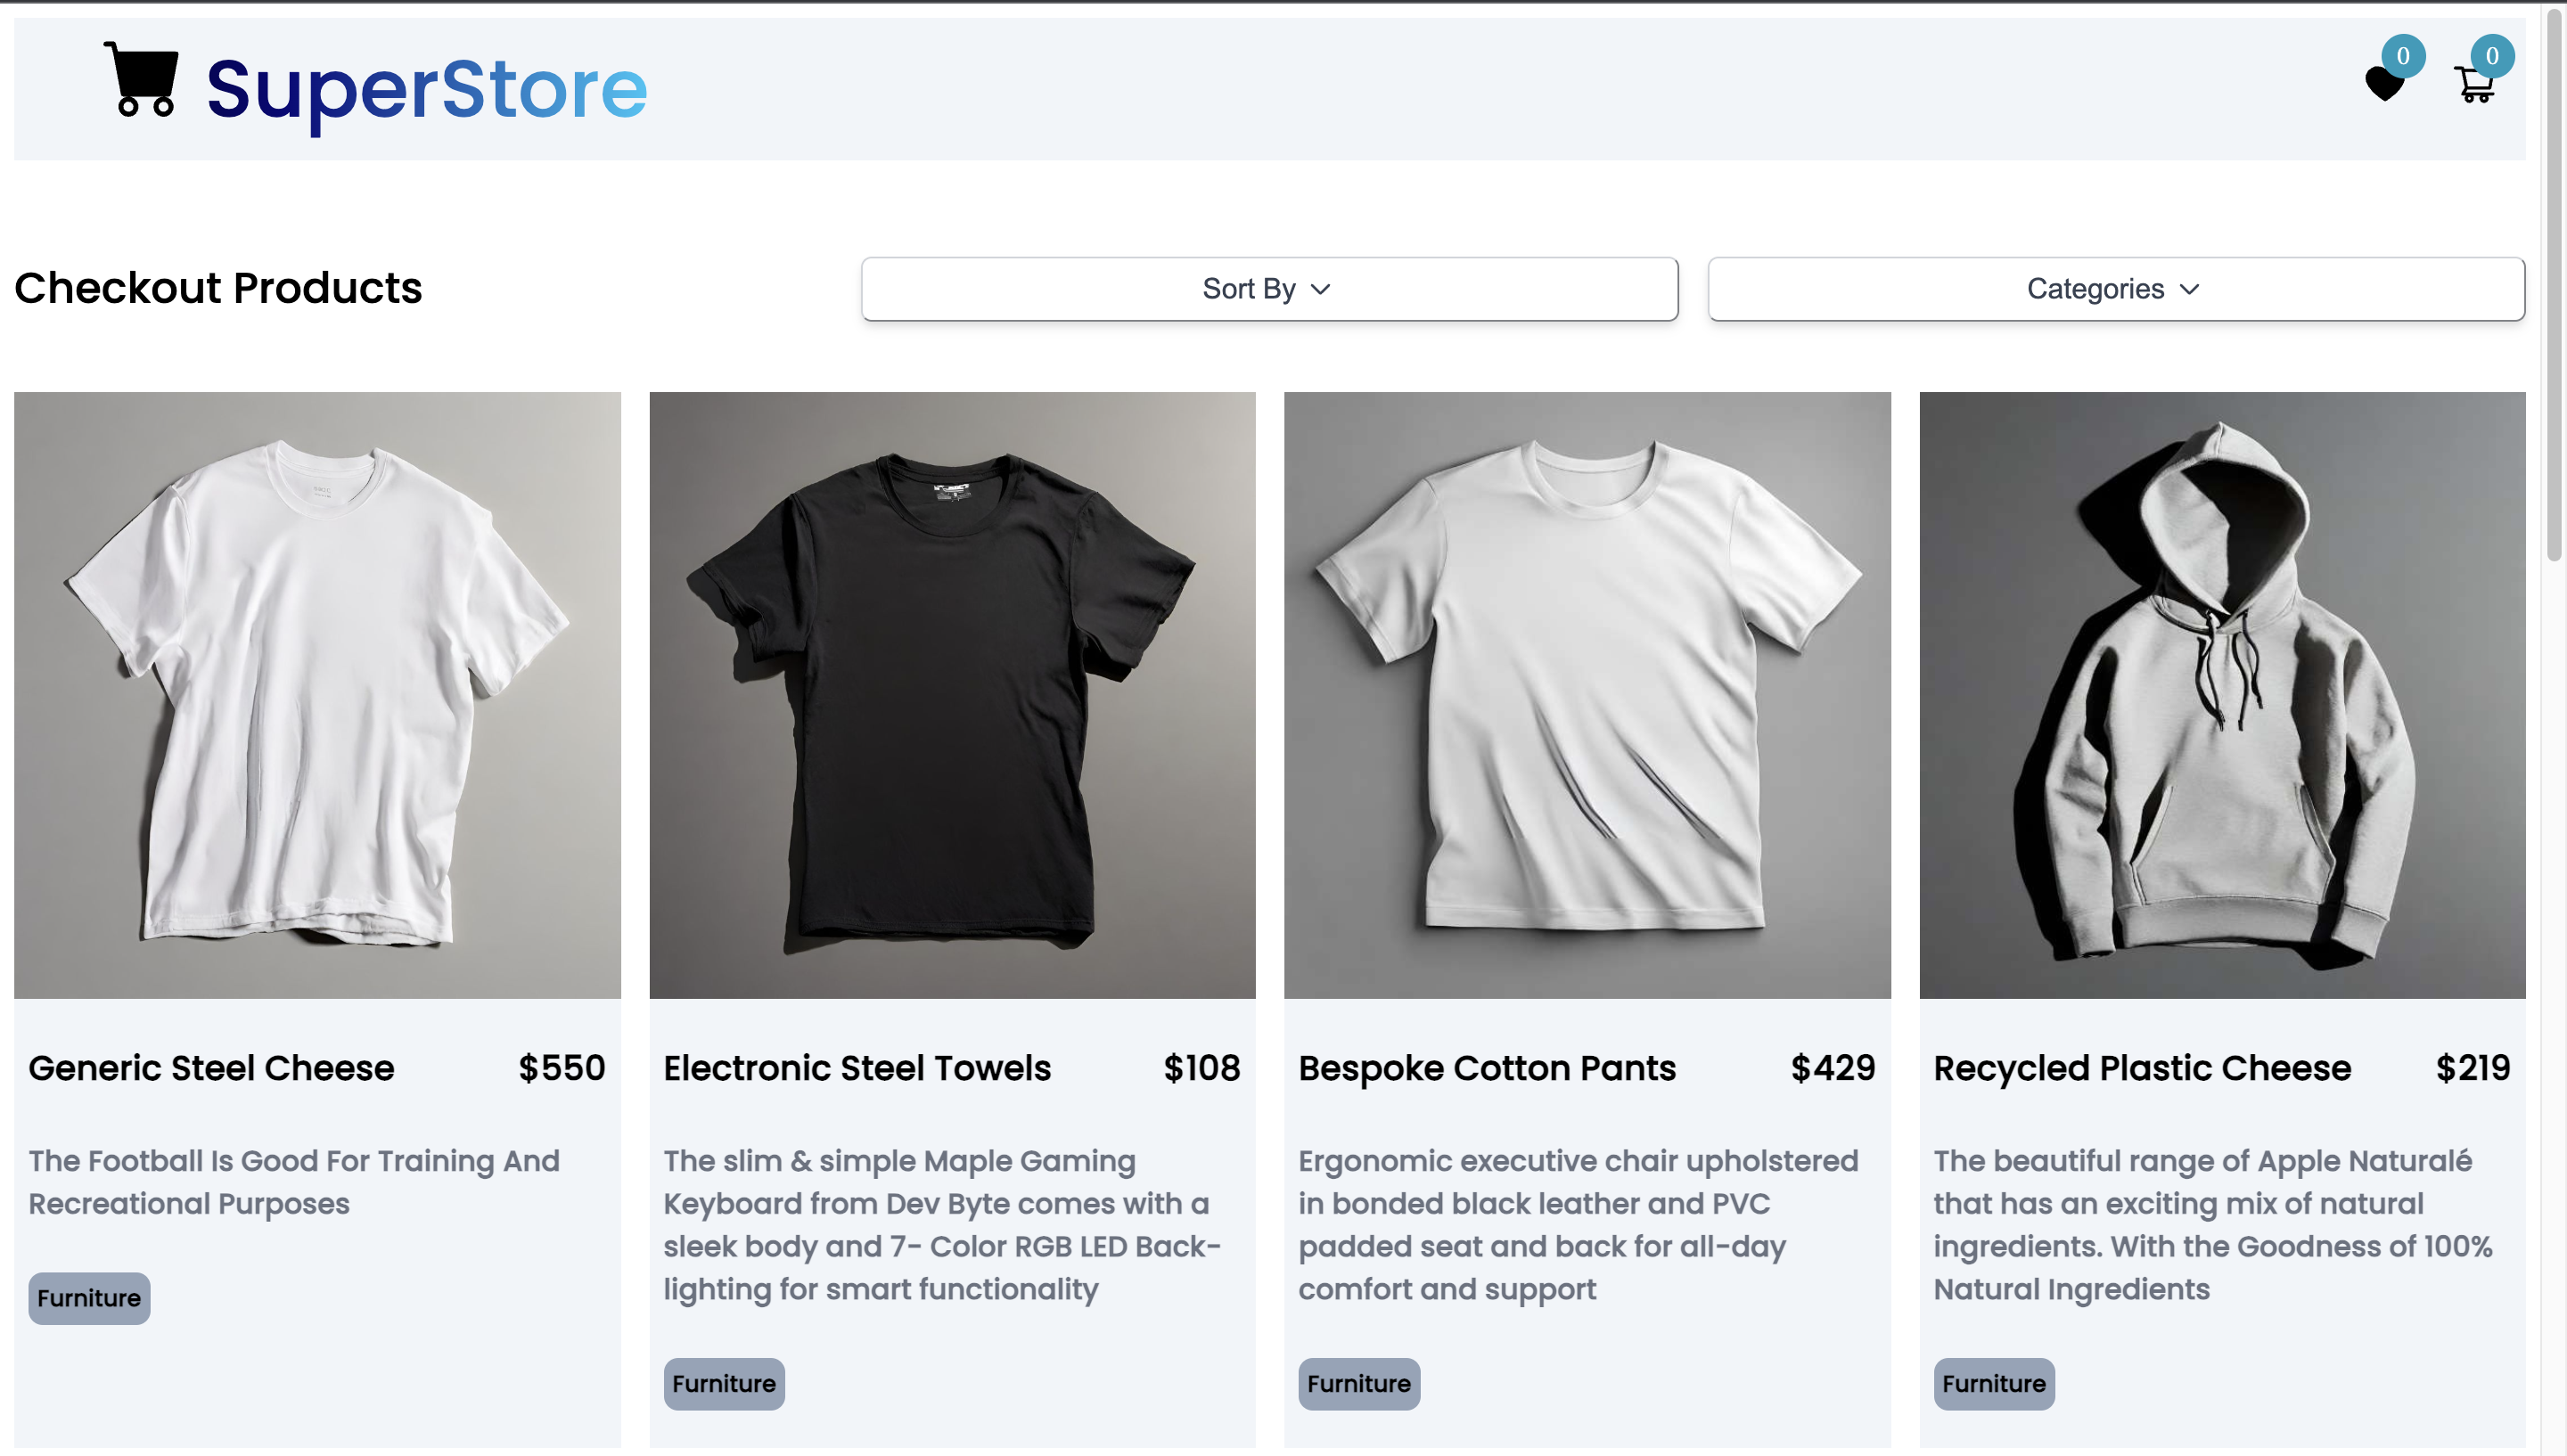 SuperStore
0
0
Checkout Products
Sort By
Categories
Generic Steel Cheese
$550
The Football Is Good For Training And
Recreational Purposes
Furniture
Electronic Steel Towels
$108
The slim & simple Maple Gaming
Keyboard from Dev Byte comes with a
sleek body and 7- Color RGB LED Back-
lighting for smart functionality
Furniture
Bespoke Cotton Pants
$429
Ergonomic executive chair upholstered
in bonded black leather and PVC
padded seat and back for all-day
comfort and support
Furniture
Recycled Plastic Cheese
$219
The beautiful range of Apple Naturalé
that has an exciting mix of natural
ingredients. With the Goodness of 100%
Natural Ingredients
Furniture